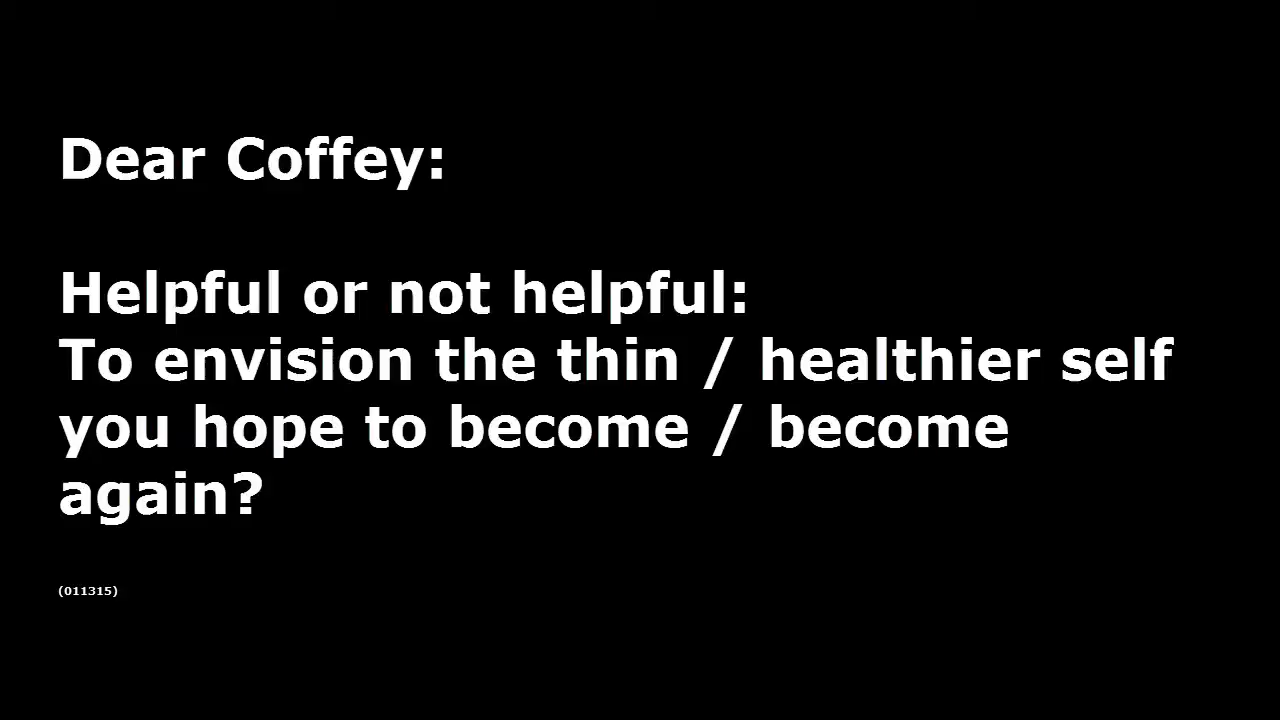 Dear Coffey:
Helpful or not helpful:
To envision the thin / healthier self
you hope to become / become
again?
(011315)